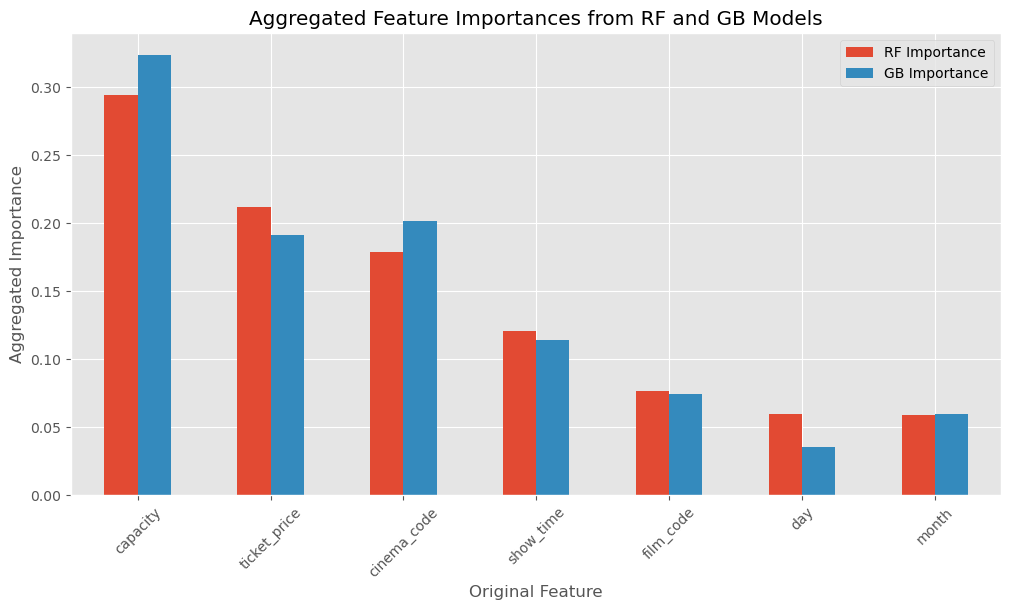 Aggregated Feature Importances from RF and GB Models
RF Importance
GB Importance
Aggregated Importance
0.30
0.25
0.20
0.15
0.10
0.05
0.00
capacity
ticket_price
cinema_code
show_time
film_code
day
month
Original Feature